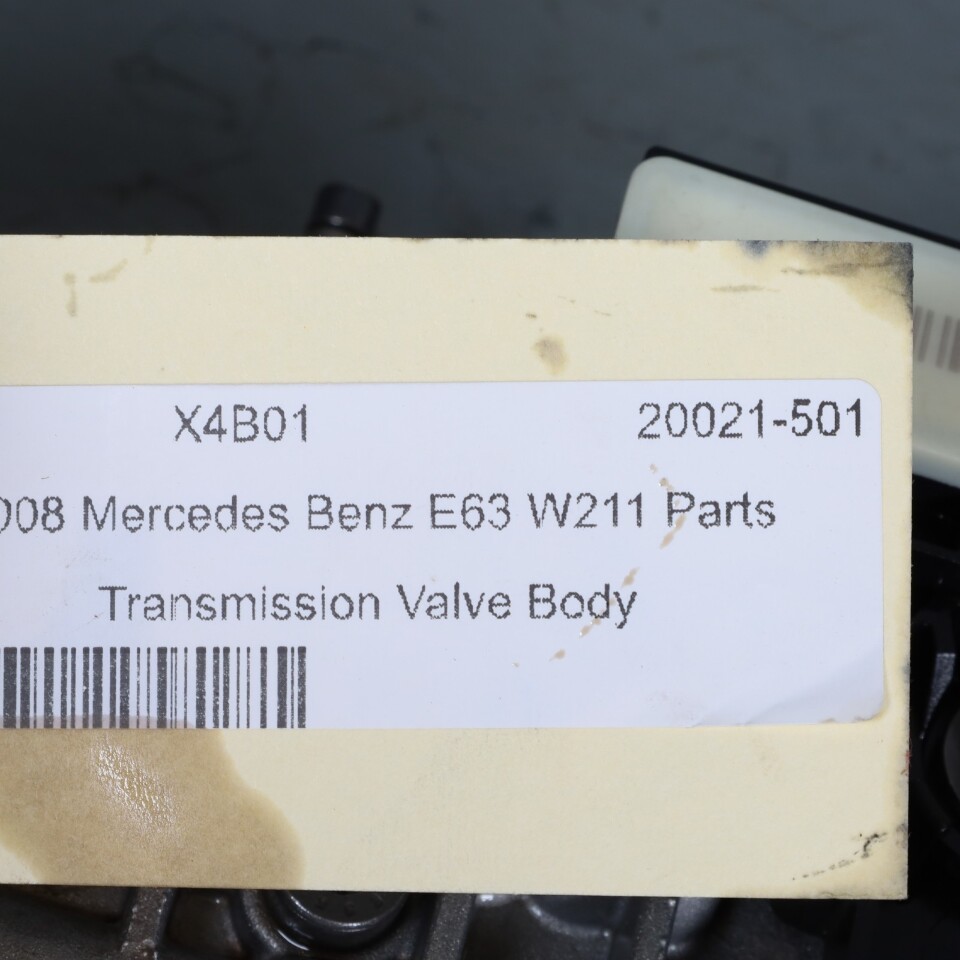 X4B01 20021-501
008 Mercedes Benz E63 W211 Parts
Transmission Valve Body